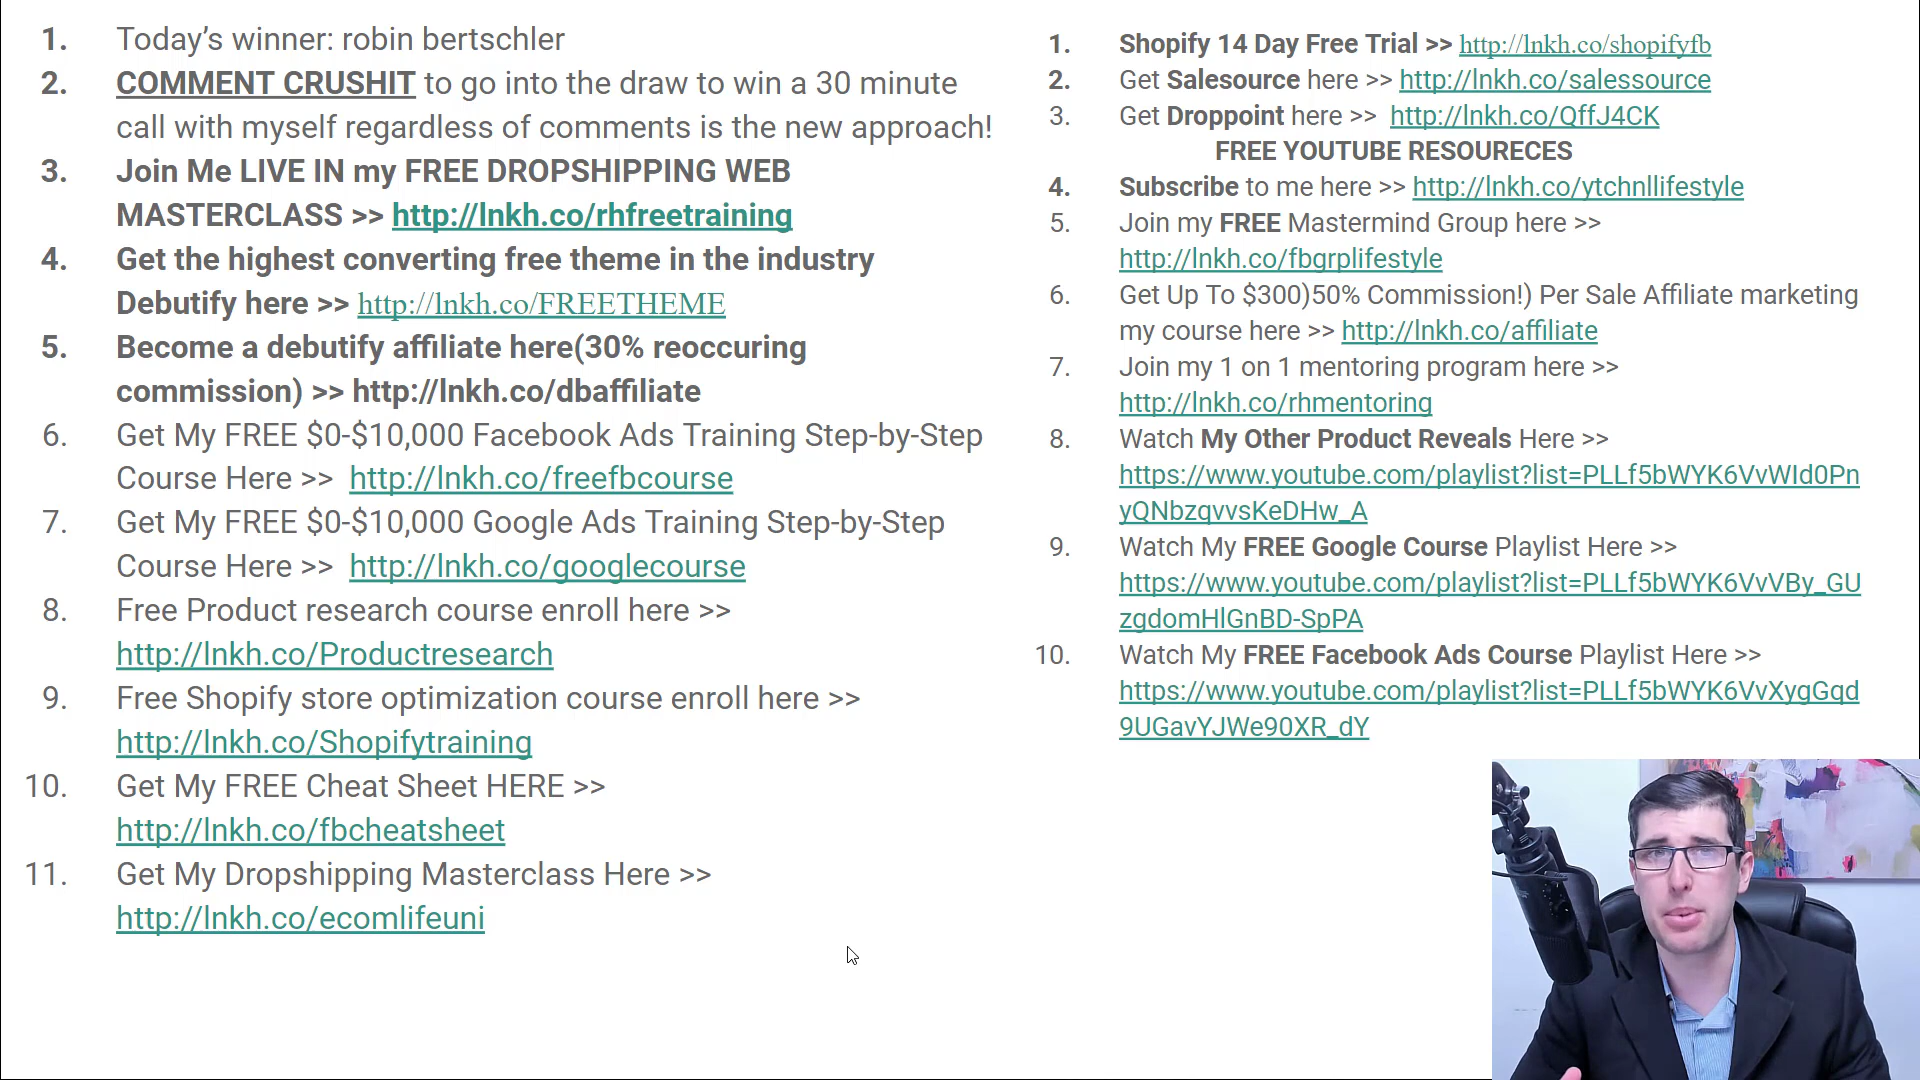 1. Today's winner: robin bertschler
2. COMMENT CRUSHIT to go into the draw to win a 30 minute
call with myself regardless of comments is the new approach!
3. Join Me LIVE IN my FREE DROPSHIPPING WEB
MASTERCLASS >> http://lnkh.co/rhfreetraining
4. Get the highest converting free theme in the industry
Debutify here >> http://lnkh.co/FREETHEME
5. Become a debutify affiliate here(30% reoccuring
commission) >> http://lnkh.co/dbaffiliate
6. Get My FREE $0-$10,000 Facebook Ads Training Step-by-Step
Course Here >> http://lnkh.co/freefbcourse
7. Get My FREE $0-$10,000 Google Ads Training Step-by-Step
Course Here >> http://lnkh.co/googlecourse
8. Free Product research course enroll here >>
http://lnkh.co/Productresearch
9. Free Shopify store optimization course enroll here >>
http://lnkh.co/Shopifytraining
10. Get My FREE Cheat Sheet HERE >>
http://lnkh.co/fbcheatsheet
11. Get My Dropshipping Masterclass Here >>
http://lnkh.co/ecomlifeuni
1. Shopify 14 Day Free Trial >> http://lnkh.co/shopifyfb
2. Get Salesource here >> http://lnkh.co/salessource
3. Get Droppoint here >> http://lnkh.co/QffJ4CK
FREE YOUTUBE RESOURECES
4. Subscribe to me here >> http://lnkh.co/ytchnllifestyle
5. Join my FREE Mastermind Group here >>
http://lnkh.co/fbgrplifestyle
6. Get Up To $300)50% Commission!) Per Sale Affiliate marketing
my course here >> http://lnkh.co/affiliate
7. Join my 1 on 1 mentoring program here >>
http://lnkh.co/rhmentoring
8. Watch My Other Product Reveals Here >>
https://www.youtube.com/playlist?list=PLLf5bWYK6VvWId0Pn
yQNbzqvvsKeDHw_A
9. Watch My FREE Google Course Playlist Here >>
https://www.youtube.com/playlist?list=PLLf5bWYK6VvVBy_GU
zgdomHlGnBD-SpPA
10. Watch My FREE Facebook Ads Course Playlist Here >>
https://www.youtube.com/playlist?list=PLLf5bWYK6VvXygGqd
9UGavYJWe90XR_dY